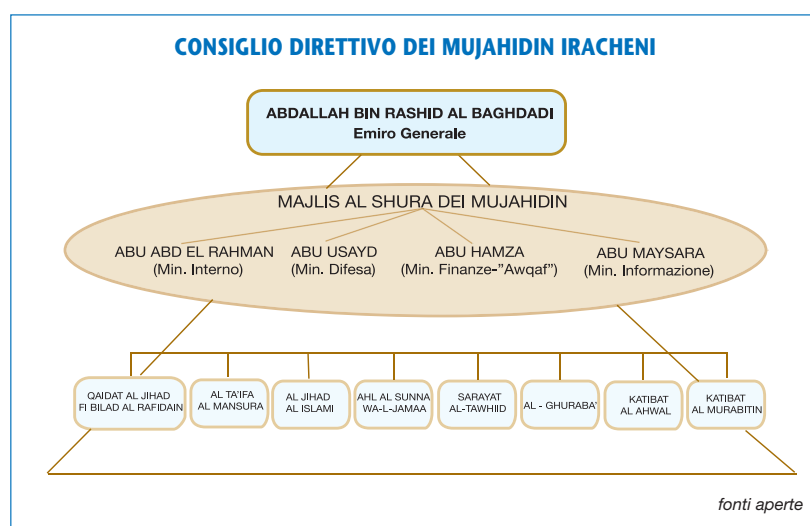 CONSIGLIO DIRETTIVO DEI MUJAHIDIN IRACHENI
ABDALLAH BIN RASHID AL BAGHDADI
Emiro Generale
MAJLIS AL SHURA DEI MUJAHIDIN
ABU ABD EL RAHMAN
(Min. Interno)
ABU USAYD
(Min. Difesa)
ABU HAMZA
(Min. Finanze-"Awqaf")
ABU MAYSARA
(Min. Informazione)
QAIDAT AL JIHAD
FI BILAD AL RAFIDAIN
AL TA'IFA
AL MANSURA
AL JIHAD
AL ISLAMI
AHL AL SUNNA
WA-L-JAMAA
SARAYAT
AL-TAWHIID
AL - GHURABA'
KATIBAT
AL AHWAL
KATIBAT
AL MURABITIN
fonti aperte